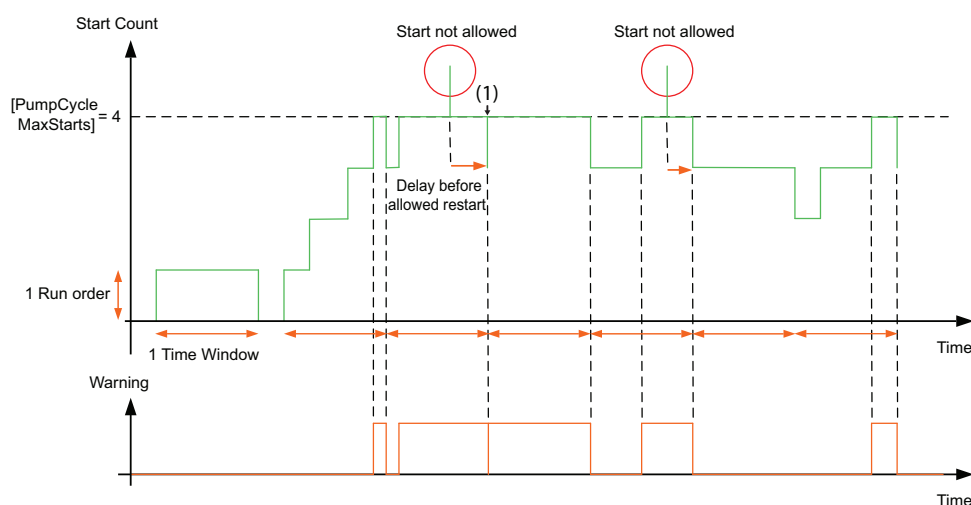 Start Count
Start not allowed
Start not allowed
(1)
[PumpCycle
MaxStarts] = 4
Delay before
allowed restart
1 Run order
1 Time Window
Time
Warning
Time